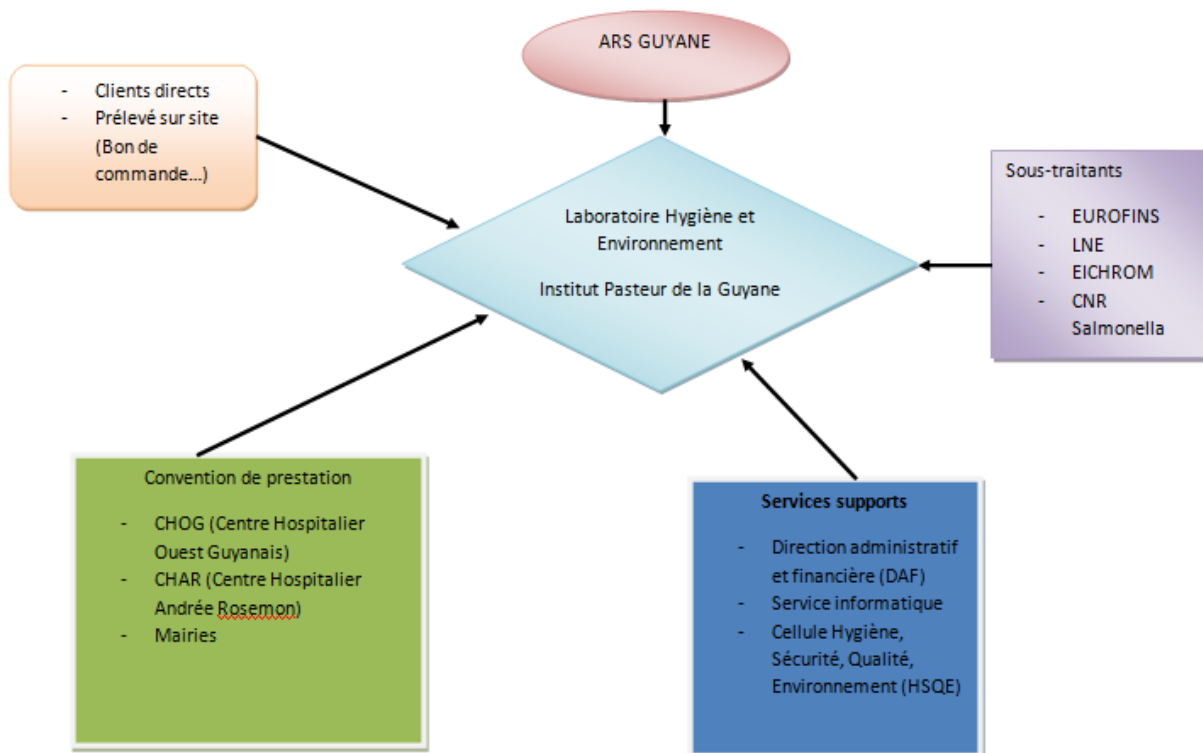 ARS GUYANE
- Clients directs
- Prélevé sur site
(Bon de
commande...)
Laboratoire Hygiène et
Environnement
Institut Pasteur de la Guyane
Sous-traitants
- EUROFINS
- LNE
- EICHROM
- CNR
Salmonella
Convention de prestation
- CHOG (Centre Hospitalier
Ouest Guyanais)
- CHAR (Centre Hospitalier
Andrée Rosemon)
- Mairies
Services supports
- Direction administratif
et financière (DAF)
- Service informatique
- Cellule Hygiène,
Sécurité, Qualité,
Environnement (HSQE)